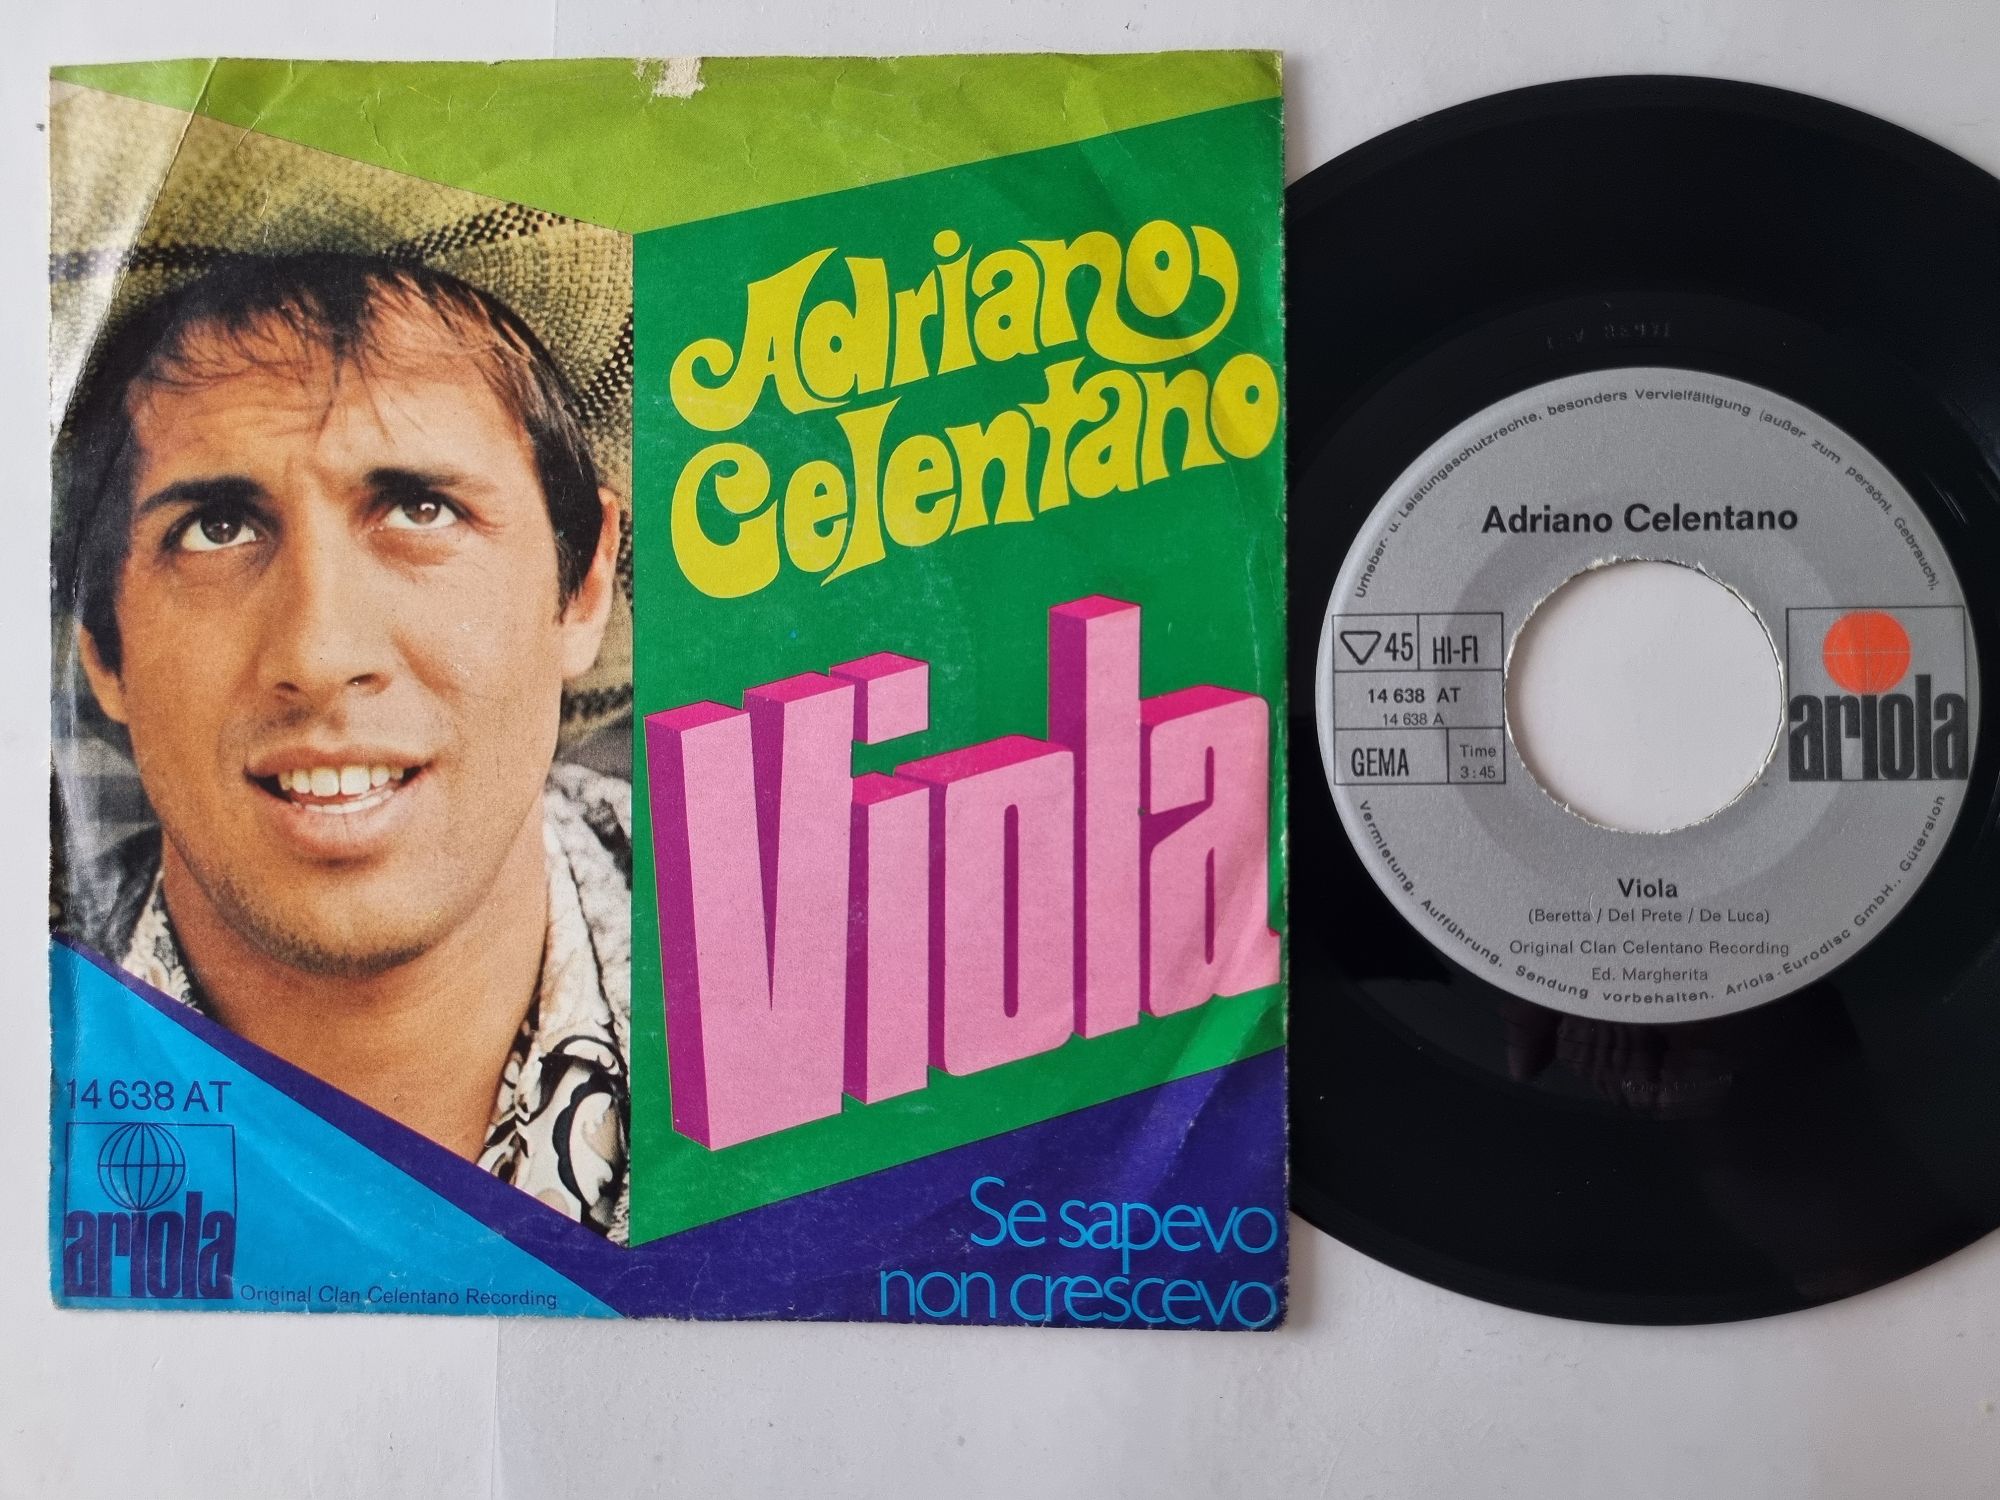 Adriano
Celentano
Viola
14 638 AT
ariola
Original Clan Celentano Recording
Se sapevo
non crescevo
Urheber- u. Leistungsschutzrechte, besonders Vervielfältigung (außer zum persönl. Gebrauch),
Adriano Celentano
45
HI-FI
14 638 AT
14 638 A
GEMA
Time
3:45
ariola
Viola
(Beretta / Del Prete / De Luca)
Original Clan Celentano Recording
Ed. Margherita
Vermietung, Aufführung, Sendung vorbehalten. Ariola-Eurodisc GmbH., Gütersloh